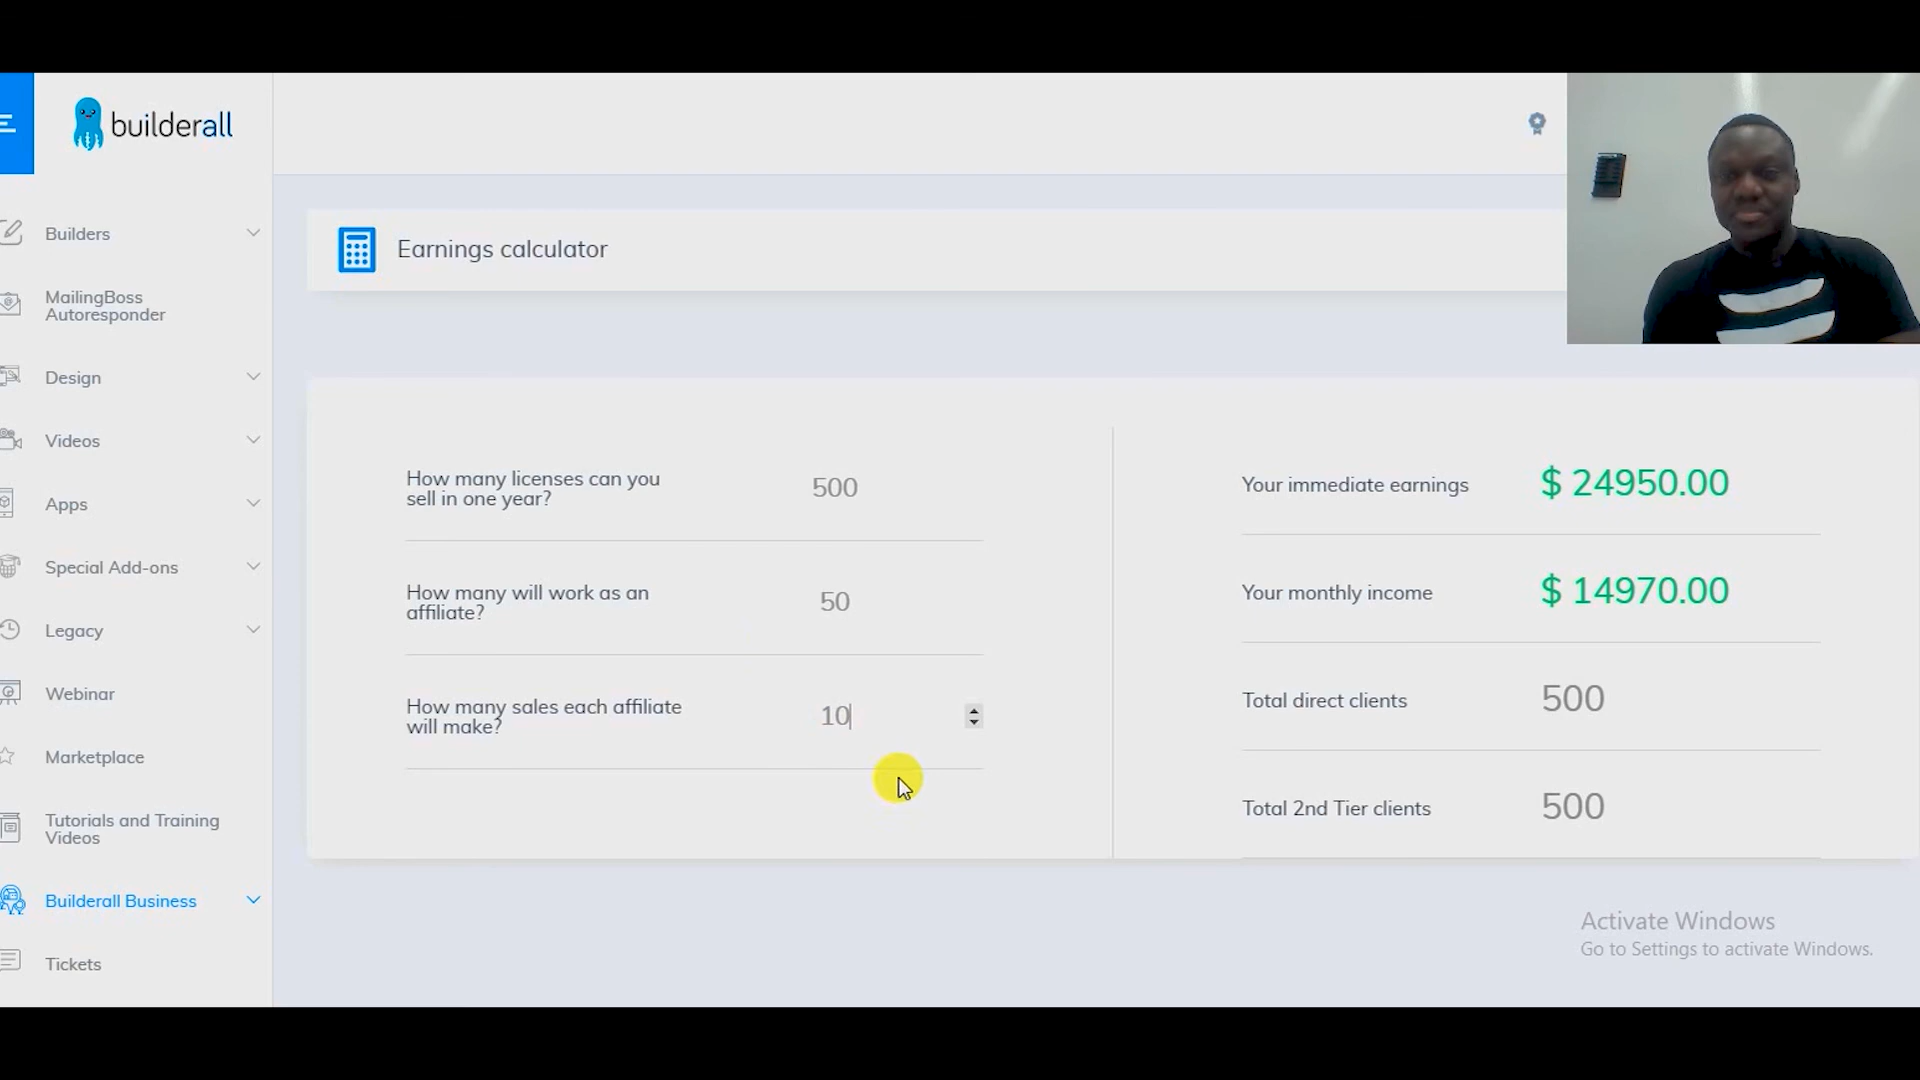 builderall
Builders
MailingBoss
Autoresponder
Design
Videos
Apps
Special Add-ons
Legacy
Webinar
Marketplace
Tutorials and Training
Videos
Builderall Business
Tickets
Earnings calculator
How many licenses can you
sell in one year?
500
How many will work as an
affiliate?
50
How many sales each affiliate
will make?
10
Your immediate earnings
$ 24950.00
Your monthly income
$ 14970.00
Total direct clients
500
Total 2nd Tier clients
500
Activate Windows
Go to Settings to activate Windows.